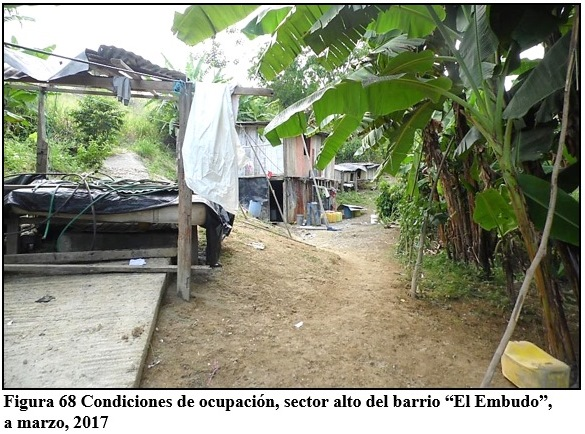 Figura 68 Condiciones de ocupación, sector alto del barrio “El Embudo”,
a marzo, 2017